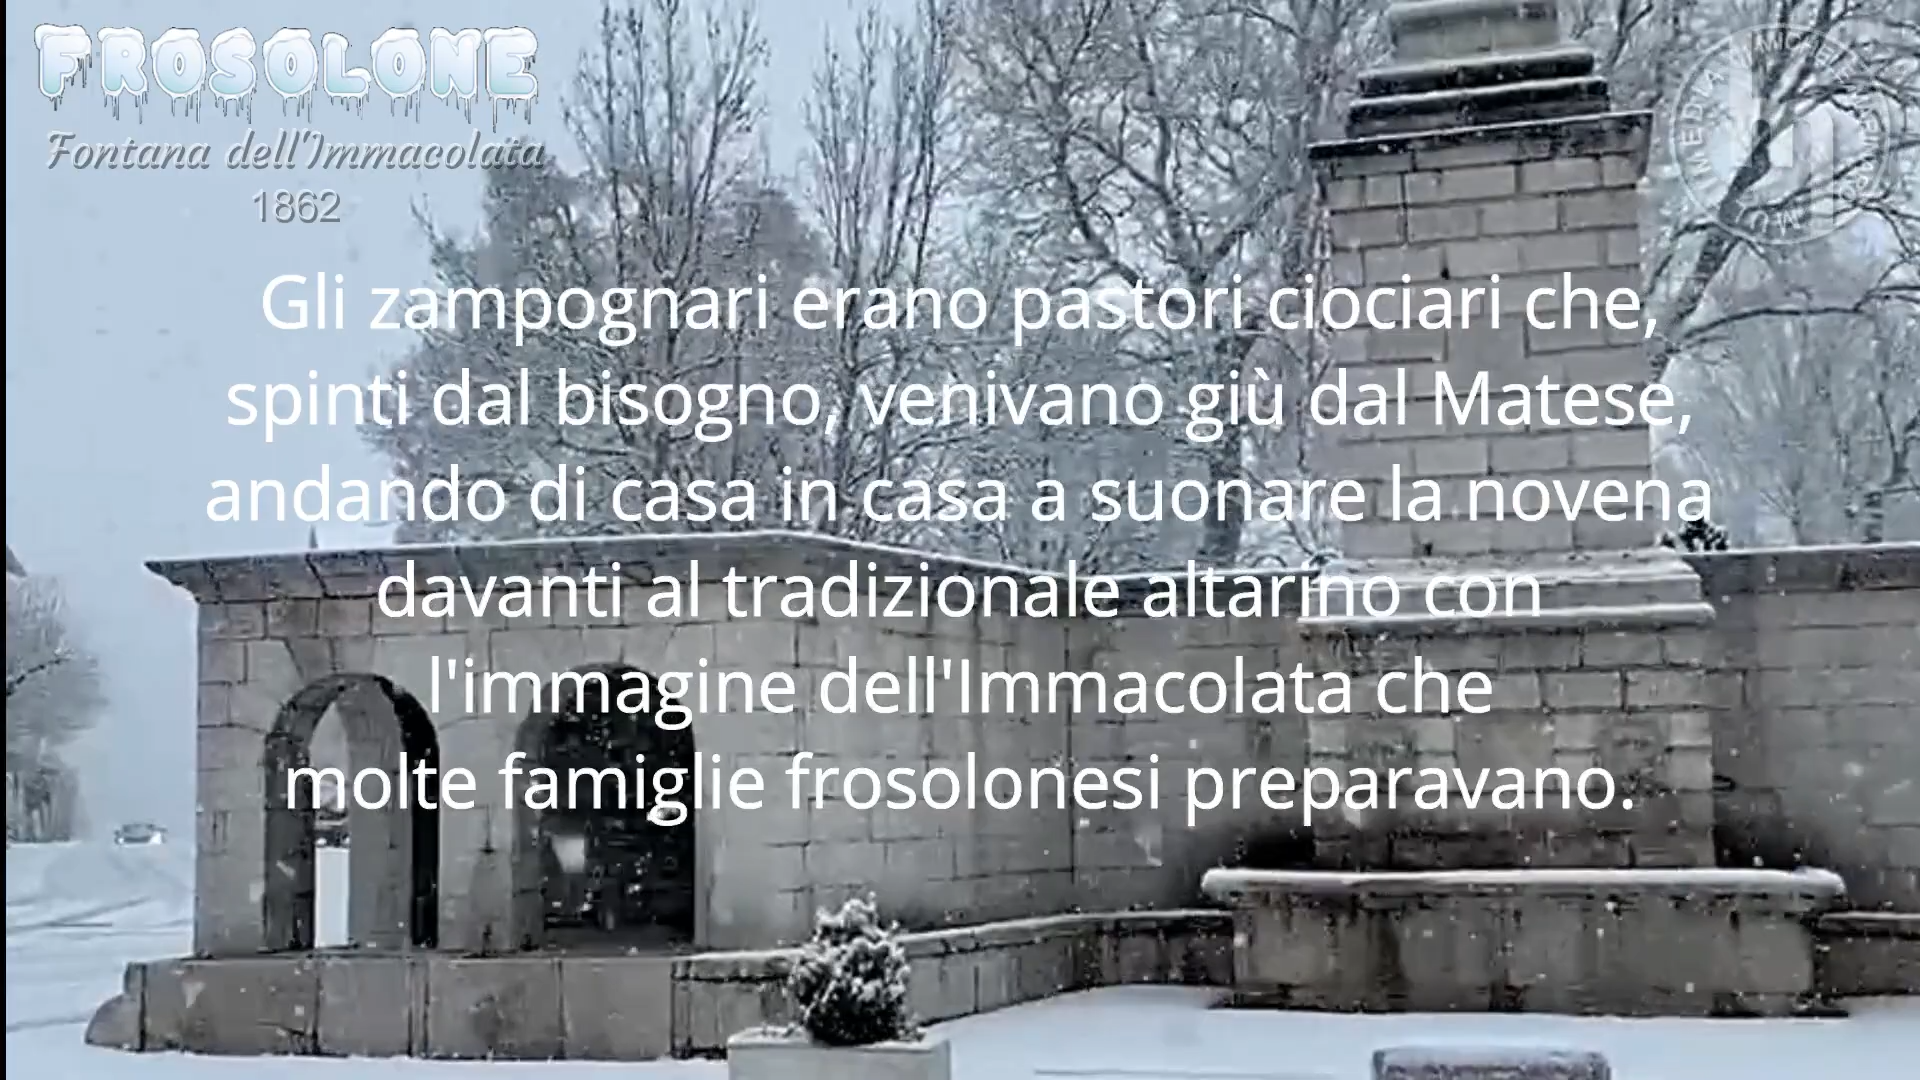 FROSOLONE
Fontana dell'Immacolata
1862
Gli zampognari erano pastori ciociari che,
spinti dal bisogno, venivano giù dal Matese,
andando di casa in casa a suonare la novena
davanti al tradizionale altarino con
l'immagine dell'Immacolata che
molte famiglie frosolonesi preparavano.